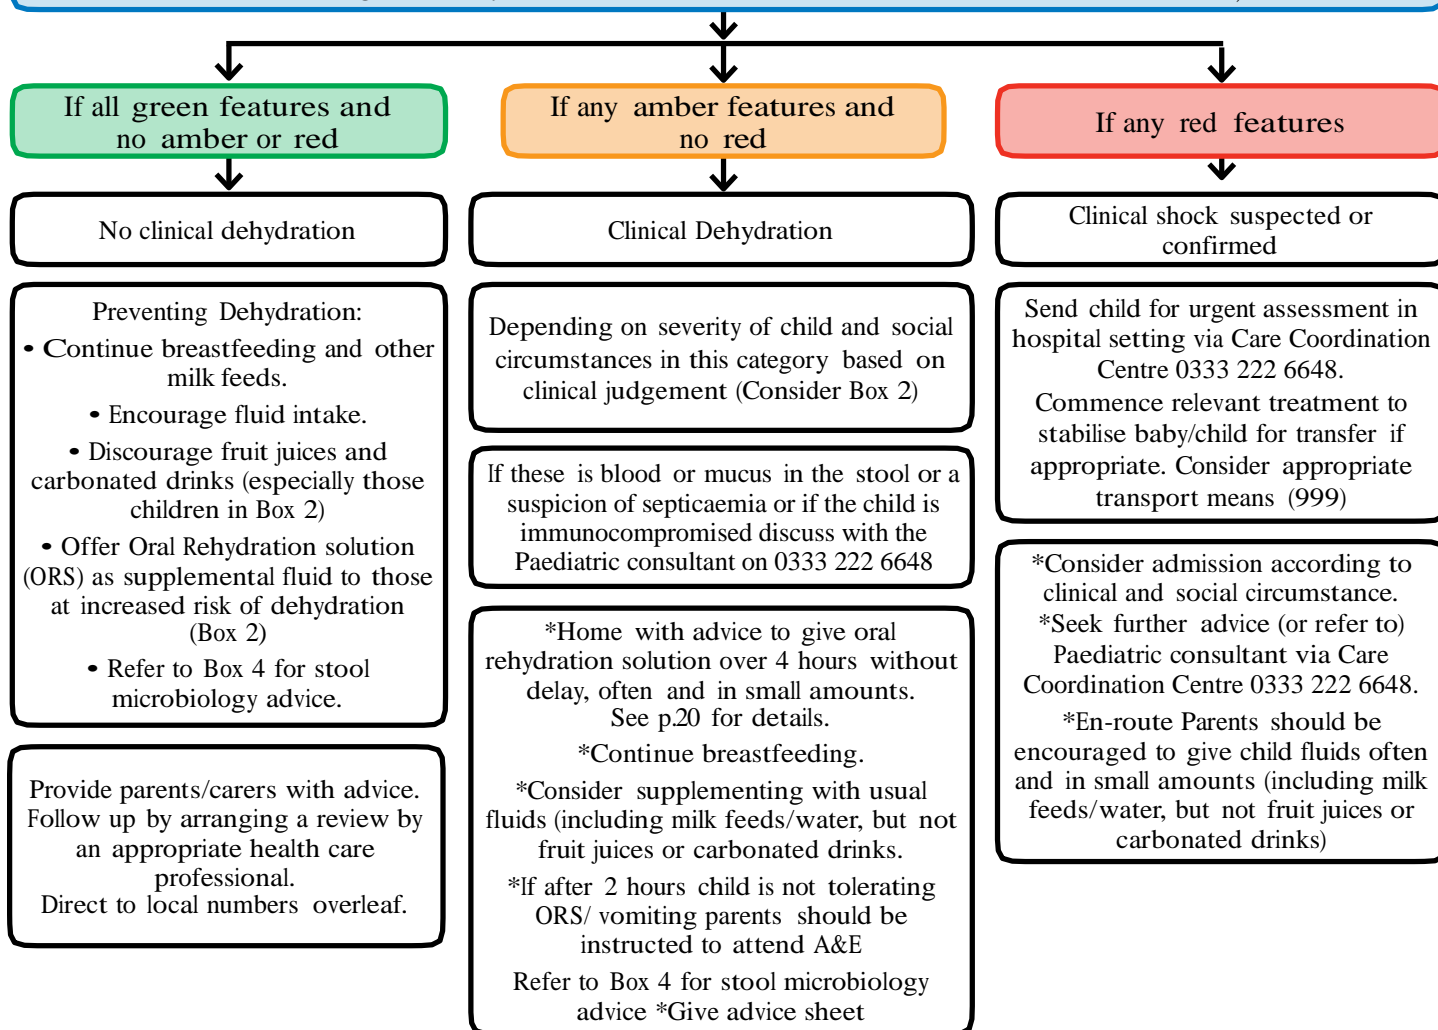 If all green features and
no amber or red
If any amber features and
no red
If any red features
No clinical dehydration
Clinical Dehydration
Clinical shock suspected or
confirmed
Preventing Dehydration:
• Continue breastfeeding and other
milk feeds.
• Encourage fluid intake.
• Discourage fruit juices and
carbonated drinks (especially those
children in Box 2)
• Offer Oral Rehydration solution
(ORS) as supplemental fluid to those
at increased risk of dehydration
(Box 2)
• Refer to Box 4 for stool
microbiology advice.
Provide parents/carers with advice.
Follow up by arranging a review by
an appropriate health care
professional.
Direct to local numbers overleaf.
Depending on severity of child and social
circumstances in this category based on
clinical judgement (Consider Box 2)
If these is blood or mucus in the stool or a
suspicion of septicaemia or if the child is
immunocompromised discuss with the
Paediatric consultant on 0333 222 6648
*Home with advice to give oral
rehydration solution over 4 hours without
delay, often and in small amounts.
See p.20 for details.
*Continue breastfeeding.
*Consider supplementing with usual
fluids (including milk feeds/water, but not
fruit juices or carbonated drinks.
*If after 2 hours child is not tolerating
ORS/ vomiting parents should be
instructed to attend A&E
Refer to Box 4 for stool microbiology
advice *Give advice sheet
Send child for urgent assessment in
hospital setting via Care Coordination
Centre 0333 222 6648.
Commence relevant treatment to
stabilise baby/child for transfer if
appropriate. Consider appropriate
transport means (999)
*Consider admission according to
clinical and social circumstance.
*Seek further advice (or refer to)
Paediatric consultant via Care
Coordination Centre 0333 222 6648.
*En-route Parents should be
encouraged to give child fluids often
and in small amounts (including milk
feeds/water, but not fruit juices or
carbonated drinks)